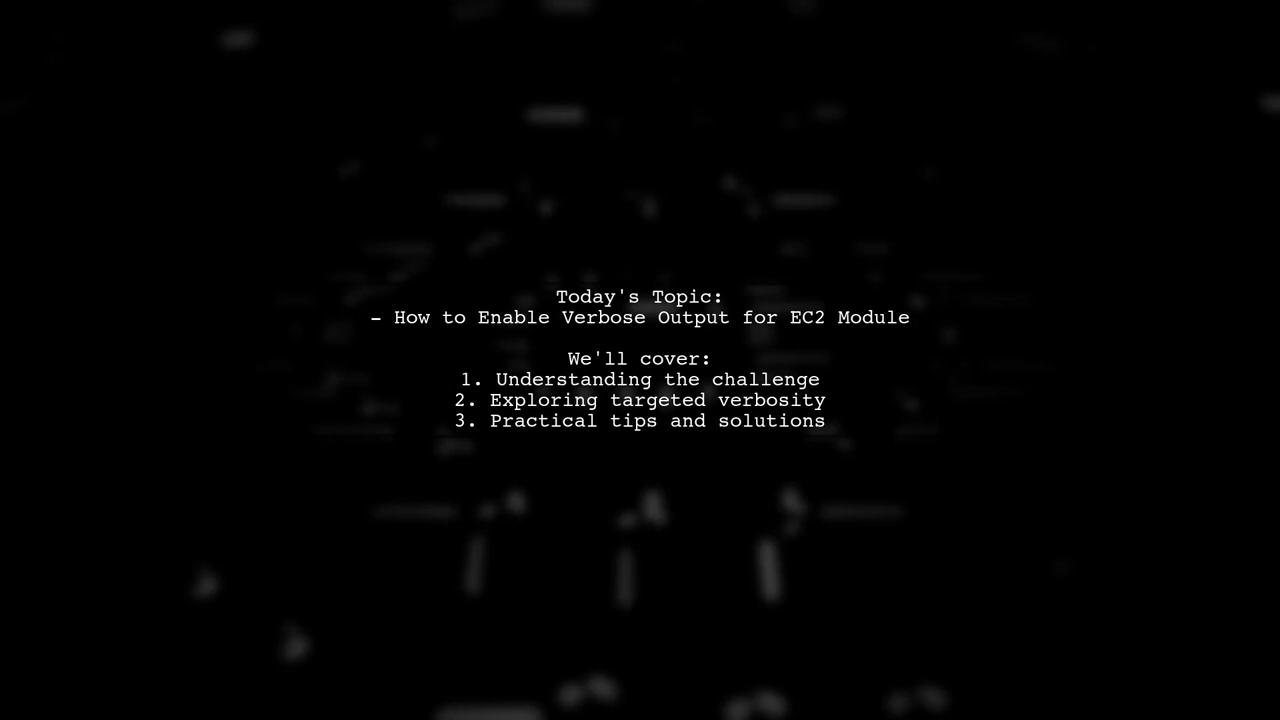 Today's Topic:
- How to Enable Verbose Output for EC2 Module
We'll cover:
1. Understanding the challenge
2. Exploring targeted verbosity
3. Practical tips and solutions